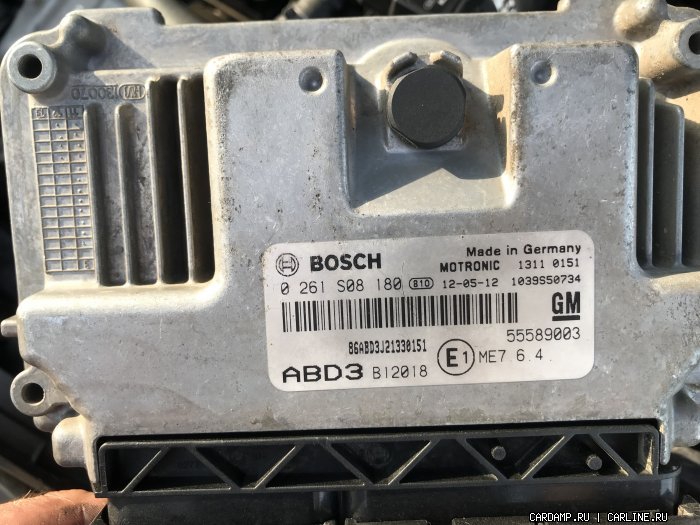 BOSCH
Made in Germany
MOTRONIC 1311 0151
0 261 S08 180 B10 12-05-12 1039S50734
GM
55589003
86ABD3J21330151
E1 ME7 6.4.
ABD3 B12018
CARDAMP.RU | CARLINE.RU